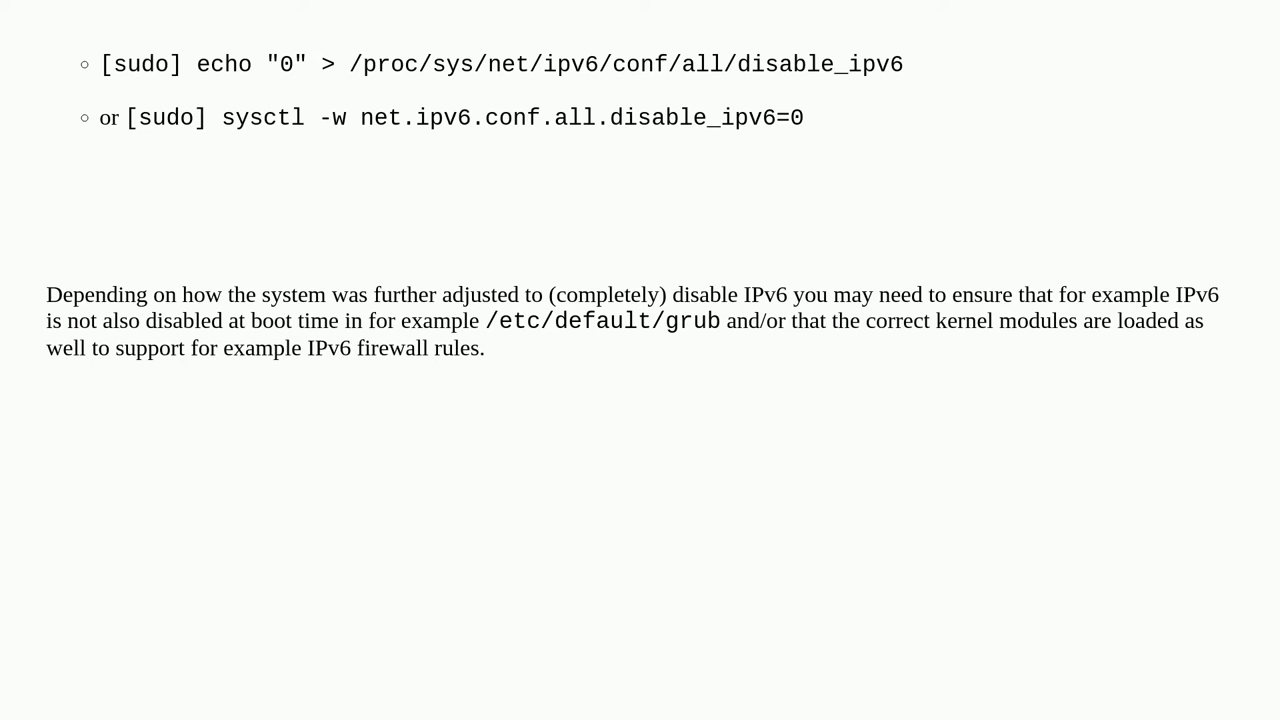 [sudo] echo "0" > /proc/sys/net/ipv6/conf/all/disable_ipv6
or [sudo] sysctl -w net.ipv6.conf.all.disable_ipv6=0
Depending on how the system was further adjusted to (completely) disable IPv6 you may need to ensure that for example IPv6
is not also disabled at boot time in for example /etc/default/grub and/or that the correct kernel modules are loaded as
well to support for example IPv6 firewall rules.